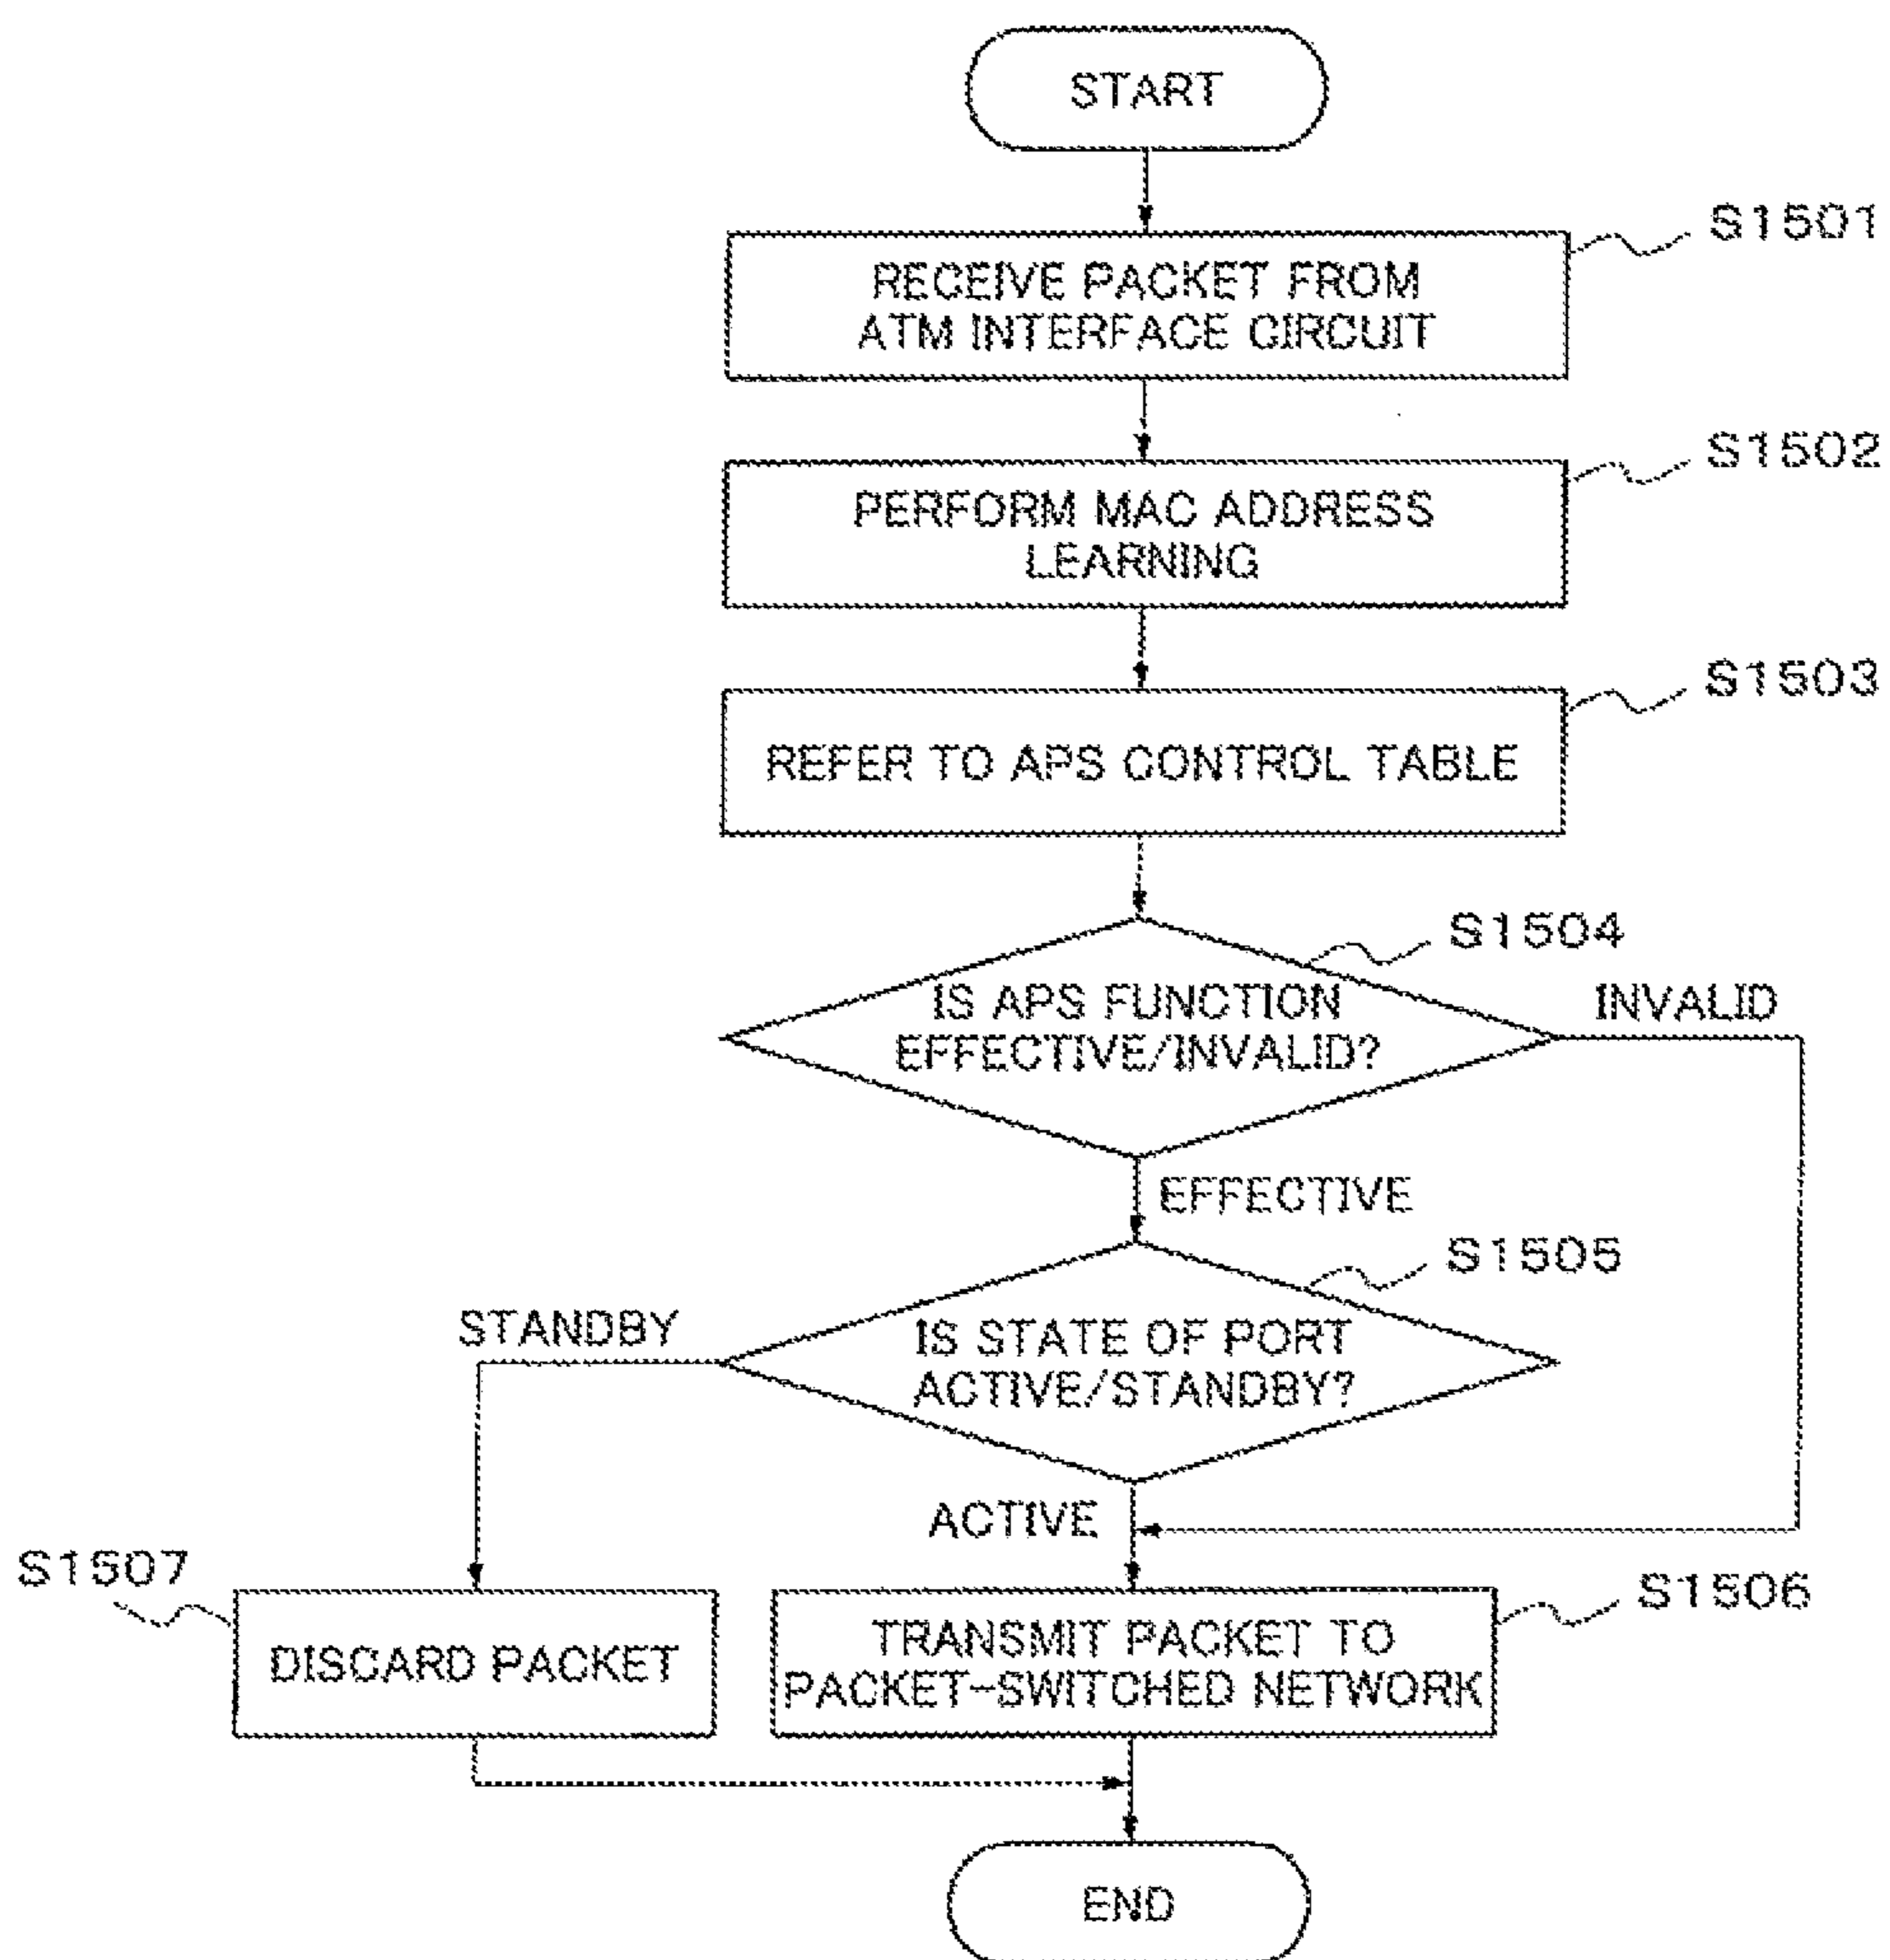 START
S1501
RECEIVE PACKET FROM
ATM INTERFACE CIRCUIT
S1502
PERFORM MAC ADDRESS
LEARNING
S1503
REFER TO APS CONTROL TABLE
S1504
IS APS FUNCTION
EFFECTIVE/INVALID?
INVALID
EFFECTIVE
S1505
STANDBY
IS STATE OF PORT
ACTIVE/STANDBY?
ACTIVE
S1507
DISCARD PACKET
S1506
TRANSMIT PACKET TO
PACKET-SWITCHED NETWORK
END